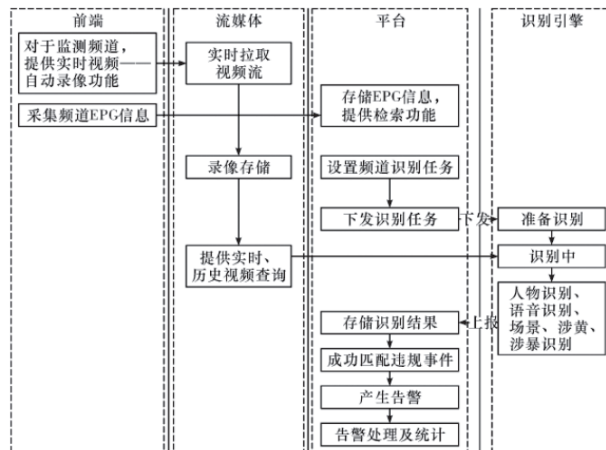 前端
流媒体
平台
识别引擎
对于监测频道，
提供实时视频——
自动录像功能
实时拉取
视频流
采集频道EPG信息
存储EPG信息，
提供检索功能
录像存储
设置频道识别任务
下发识别任务
下发
准备识别
提供实时、
历史视频查询
识别中
人物识别、
语音识别、
场景、涉黄、
涉暴识别
存储识别结果
上报
成功匹配违规事件
产生告警
告警处理及统计